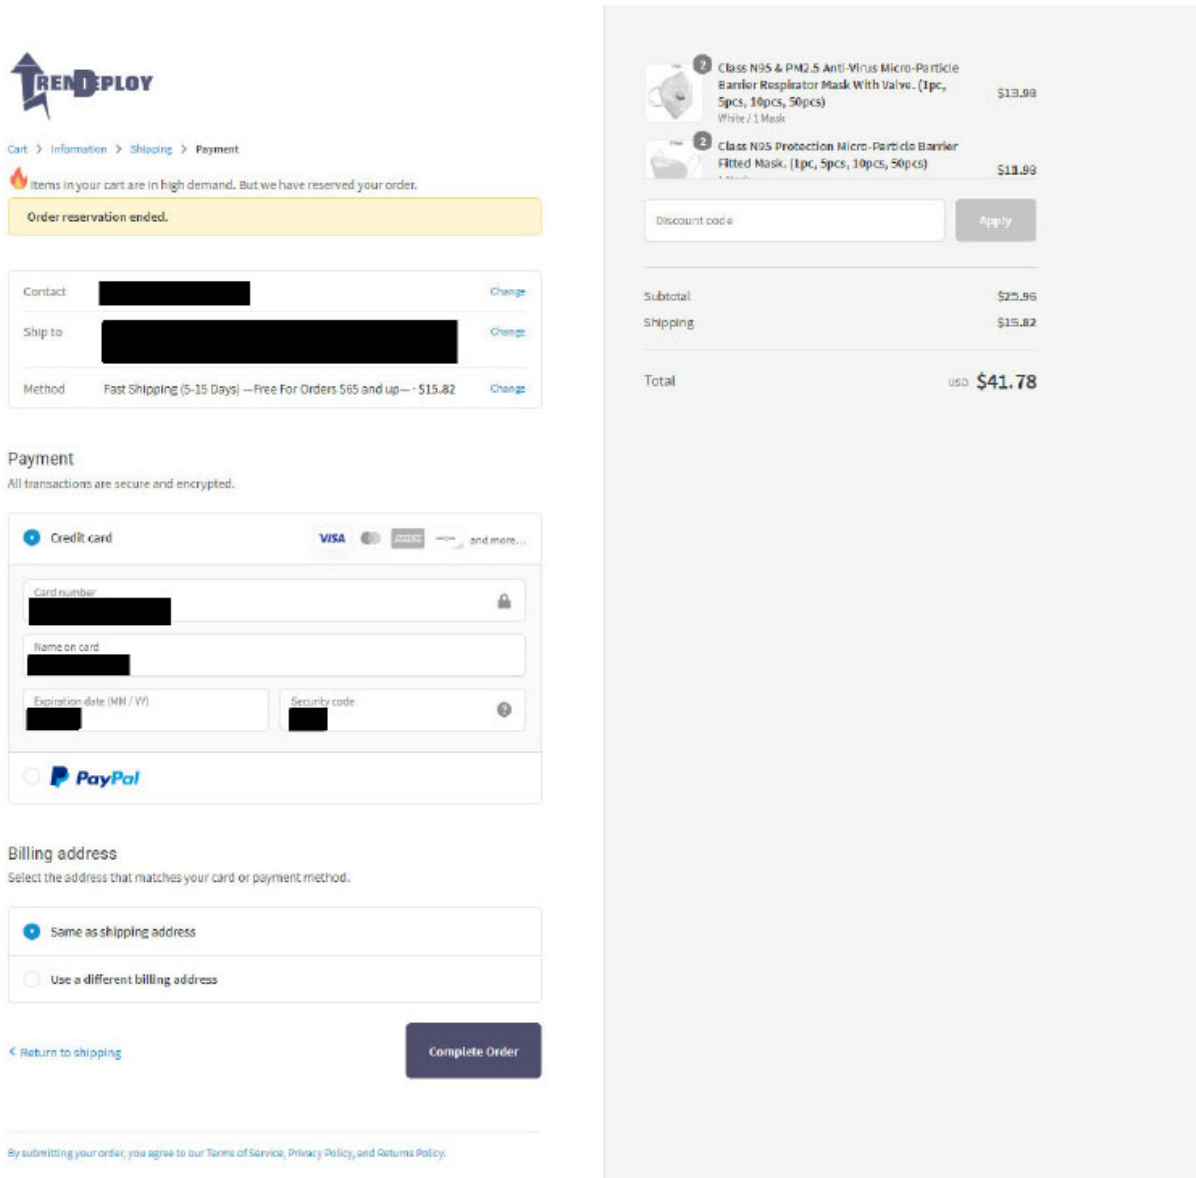 TRENDEPLOY
Cart > Information > Shipping > Payment
Items in your cart are in high demand. But we have reserved your order.
Order reservation ended.
Contact
Change
Ship to
Change
Method Fast Shipping (5-15 Days) —Free For Orders $65 and up— · $15.82 Change
Payment
All transactions are secure and encrypted.
Credit card VISA and more...
Card number
Name on card
Expiration date (MM / YY) Security code
?
PayPal
Billing address
Select the address that matches your card or payment method.
Same as shipping address
Use a different billing address
< Return to shipping Complete Order
By submitting your order, you agree to our Terms of Service, Privacy Policy, and Returns Policy.
2
Class N95 & PM2.5 Anti-Virus Micro-Particle
Barrier Respirator Mask With Valve. (1pc,
5pcs, 10pcs, 50pcs)
White / 1 Mask
$13.98
2
Class N95 Protection Micro-Particle Barrier
Fitted Mask. (1pc, 5pcs, 10pcs, 50pcs)
$11.98
Discount code Apply
Subtotal $25.96
Shipping $15.82
Total USD $41.78